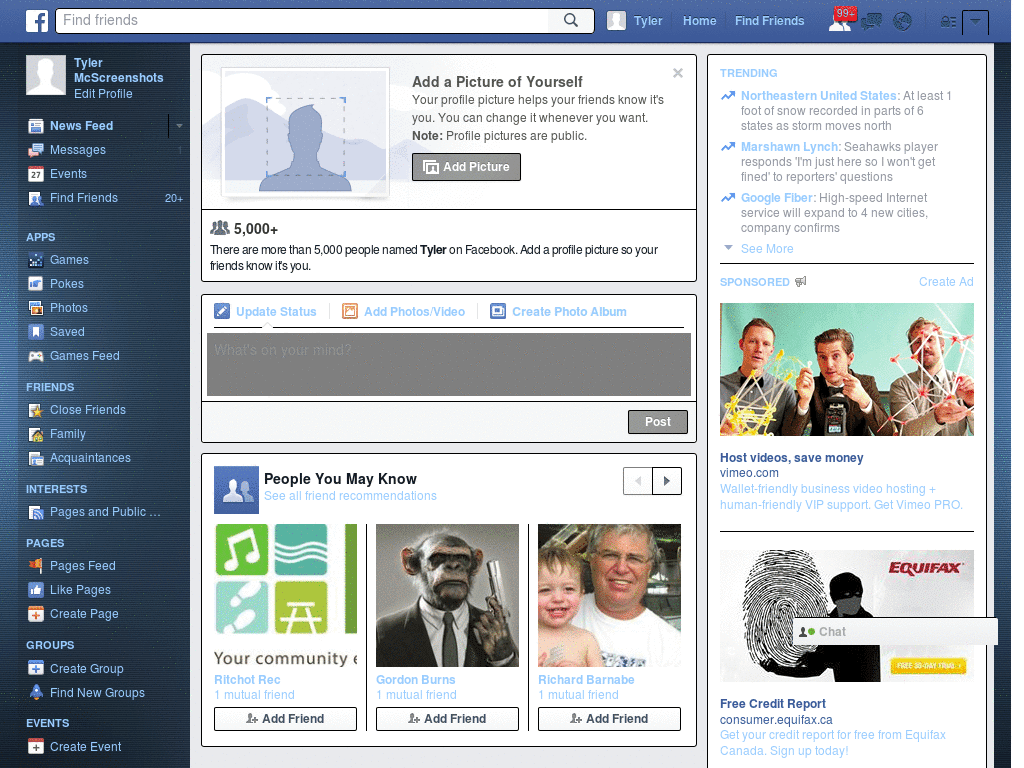 Find friends
Tyler
Home
Find Friends
99+
Tyler
McScreenshots
Edit Profile
News Feed
Messages
27
Events
Find Friends
20+
APPS
Games
Pokes
Photos
Saved
Games Feed
FRIENDS
Close Friends
Family
Acquaintances
INTERESTS
Pages and Public ...
PAGES
Pages Feed
Like Pages
Create Page
GROUPS
Create Group
Find New Groups
EVENTS
Create Event
Add a Picture of Yourself
Your profile picture helps your friends know it's
you. You can change it whenever you want.
Note: Profile pictures are public.
Add Picture
5,000+
There are more than 5,000 people named Tyler on Facebook. Add a profile picture so your
friends know it's you.
Update Status
Add Photos/Video
Create Photo Album
What's on your mind?
Post
People You May Know
See all friend recommendations
Your community e
Ritchot Rec
1 mutual friend
Add Friend
Gordon Burns
1 mutual friend
Add Friend
Richard Barnabe
1 mutual friend
Add Friend
TRENDING
Northeastern United States: At least 1
foot of snow recorded in parts of 6
states as storm moves north
Marshawn Lynch: Seahawks player
responds 'I'm just here so I won't get
fined' to reporters' questions
Google Fiber: High-speed Internet
service will expand to 4 new cities,
company confirms
See More
SPONSORED
Create Ad
Host videos, save money
vimeo.com
Wallet-friendly business video hosting +
human-friendly VIP support. Get Vimeo PRO.
EQUIFAX
Chat
FREE 30-DAY TRIAL
Free Credit Report
consumer.equifax.ca
Get your credit report for free from Equifax
Canada. Sign up today!